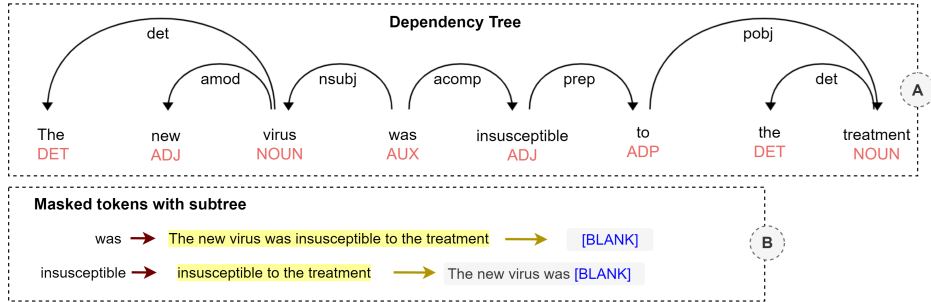 Dependency Tree
det pobj
amod nsubj acomp prep det
A
The new virus was insusceptible to the treatment
DET ADJ NOUN AUX ADJ ADP DET NOUN
Masked tokens with subtree
was The new virus was insusceptible to the treatment [BLANK]
B
insusceptible insusceptible to the treatment The new virus was [BLANK]